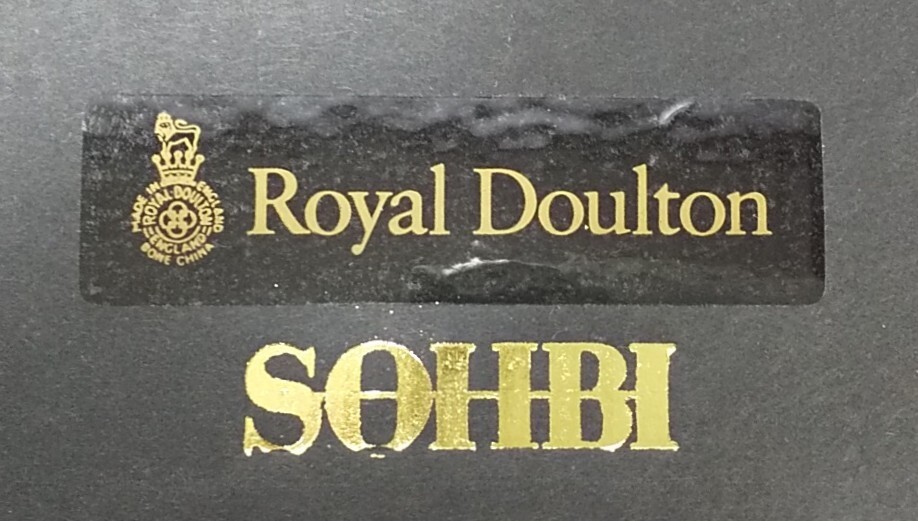 MADE IN ENGLAND
ROYAL·DOULTON
ENGLAND
BONE CHINA
Royal Doulton
SOHBI